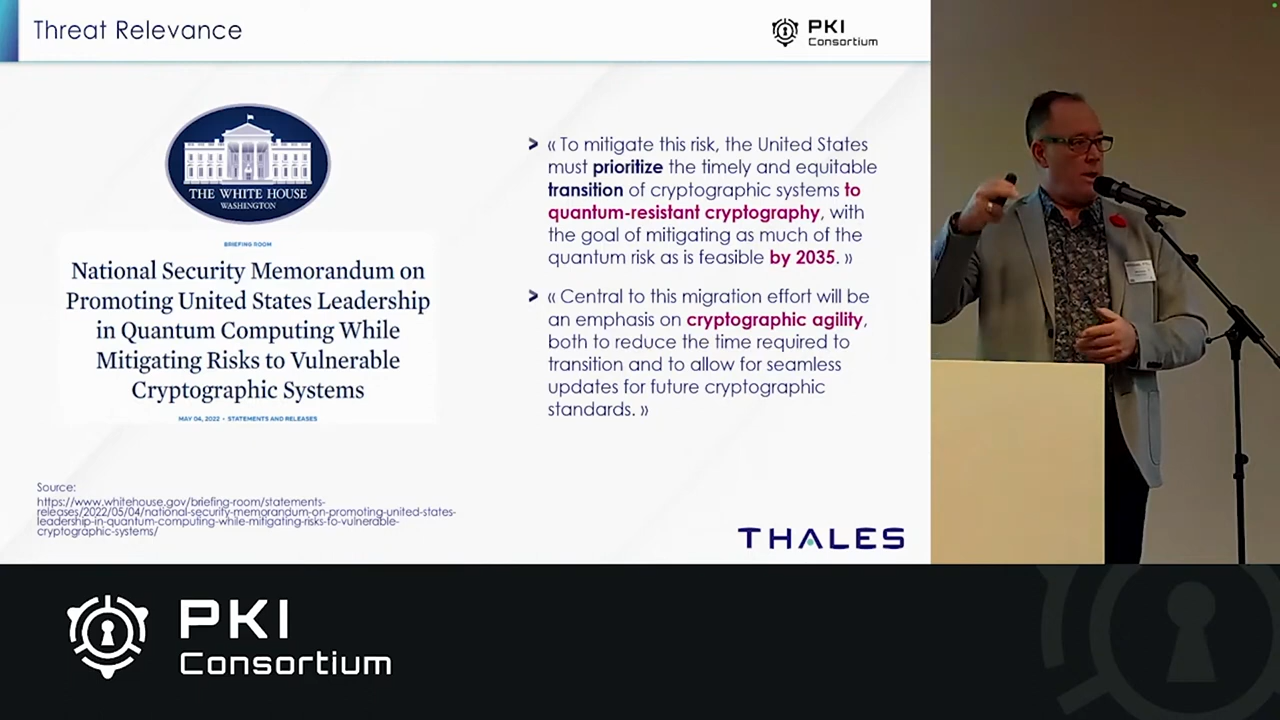 Threat Relevance
PKI
Consortium
THE WHITE HOUSE
WASHINGTON
BRIEFING ROOM
National Security Memorandum on
Promoting United States Leadership
in Quantum Computing While
Mitigating Risks to Vulnerable
Cryptographic Systems
MAY 04, 2022 • STATEMENTS AND RELEASES
> « To mitigate this risk, the United States
must prioritize the timely and equitable
transition of cryptographic systems to
quantum-resistant cryptography, with
the goal of mitigating as much of the
quantum risk as is feasible by 2035. »
> « Central to this migration effort will be
an emphasis on cryptographic agility,
both to reduce the time required to
transition and to allow for seamless
updates for future cryptographic
standards. »
Source:
https://www.whitehouse.gov/briefing-room/statements-
releases/2022/05/04/national-security-memorandum-on-promoting-united-states-
leadership-in-quantum-computing-while-mitigating-risks-to-vulnerable-
cryptographic-systems/
THALES
PKI
Consortium